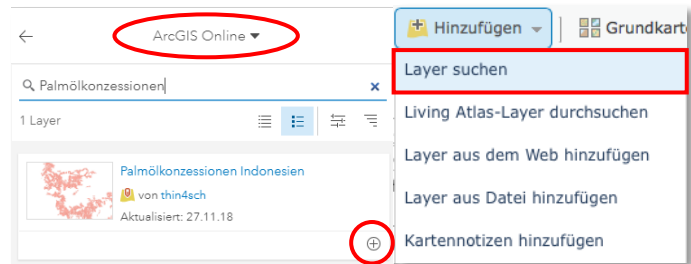 ArcGIS Online
Palmölkonzessionen
1 Layer
Palmölkonzessionen Indonesien
von thin4sch
Aktualisiert: 27.11.18
Hinzufügen
Grundkart
Layer suchen
Living Atlas-Layer durchsuchen
Layer aus dem Web hinzufügen
Layer aus Datei hinzufügen
Kartennotizen hinzufügen